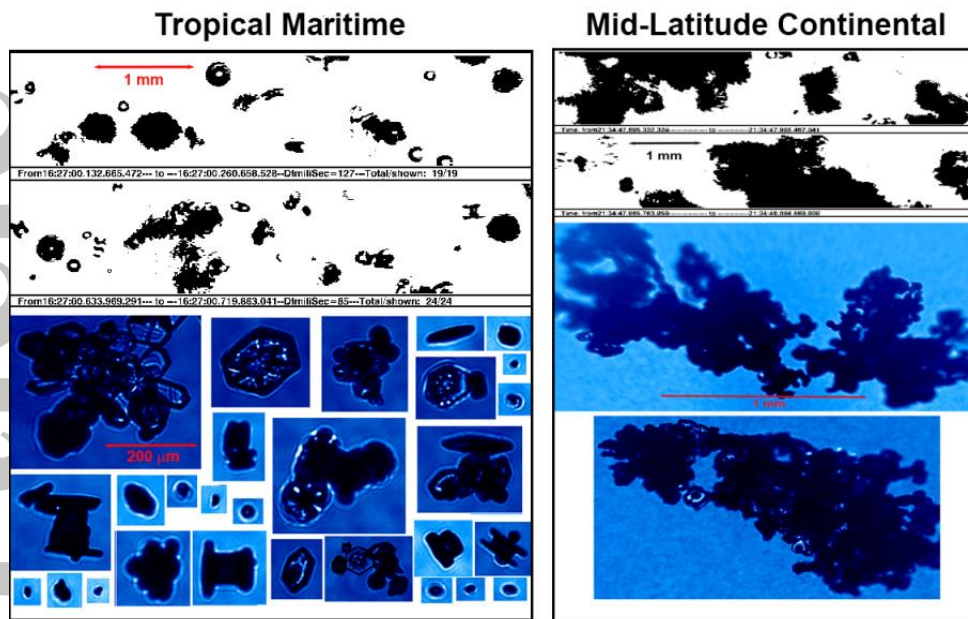 Tropical Maritime
1 mm
From16:27:00.132.665.472--- to ---16:27:00.260.658.528--DfmiliSec=127---Total/shown: 19/19
From16:27:00.633.969.291--- to ---16:27:00.719.863.041--DfmiliSec=85---Total/shown: 24/24
200 µm
Mid-Latitude Continental
1 mm
1 mm